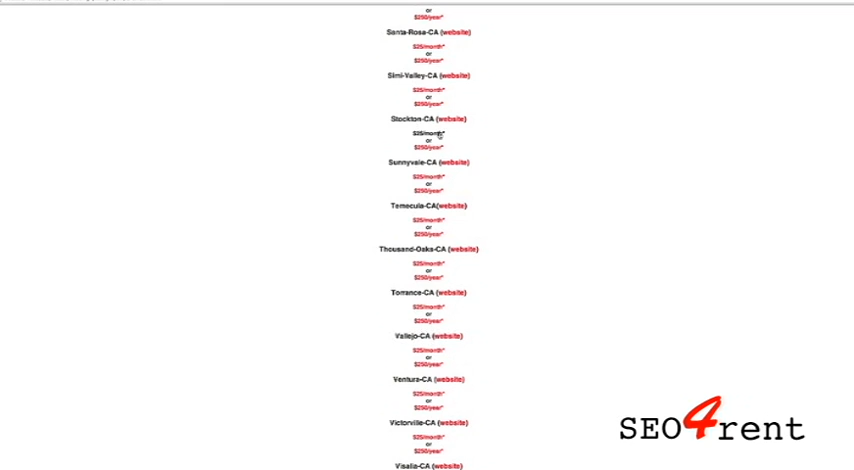 or
$250/year*
Santa-Rosa-CA (website)
$25/month*
or
$250/year*
Simi-Valley-CA (website)
$25/month*
or
$250/year*
Stockton-CA (website)
$25/month*
or
$250/year*
Sunnyvale-CA (website)
$25/month*
or
$250/year*
Temecula-CA(website)
$25/month*
or
$250/year*
Thousand-Oaks-CA (website)
$25/month*
or
$250/year*
Torrance-CA (website)
$25/month*
or
$250/year*
Vallejo-CA (website)
$25/month*
or
$250/year*
Ventura-CA (website)
$25/month*
or
$250/year*
Victorville-CA (website)
$25/month*
or
$250/year*
Visalia-CA (website)
SEO4rent